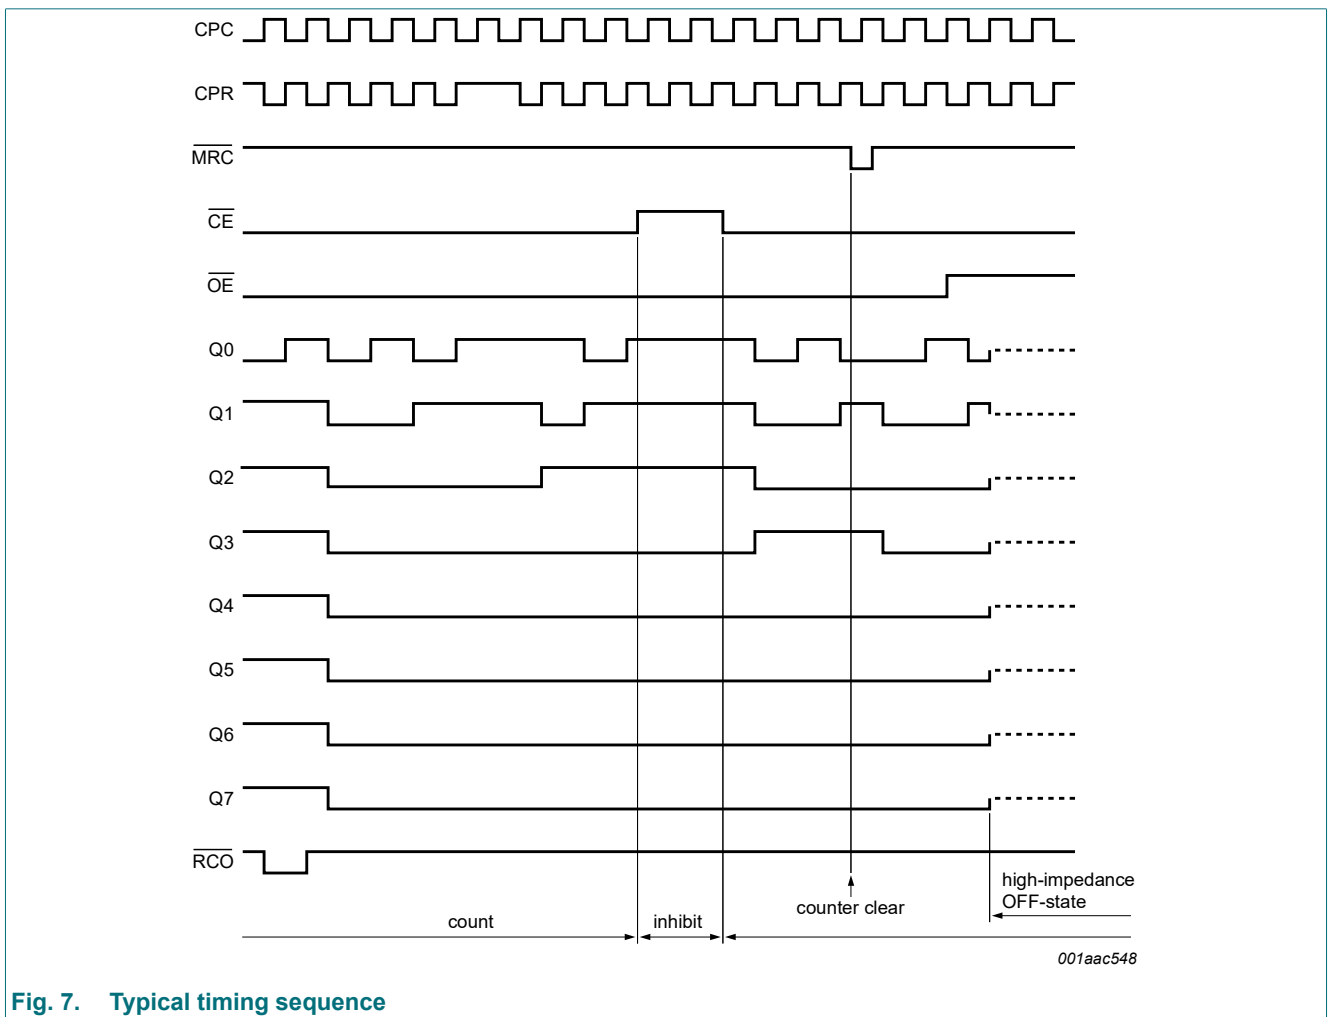 CPC
CPR
MRC
CE
OE
Q0
Q1
Q2
Q3
Q4
Q5
Q6
Q7
RCO
high-impedance
OFF-state
counter clear
count
inhibit
001aac548
Fig. 7. Typical timing sequence